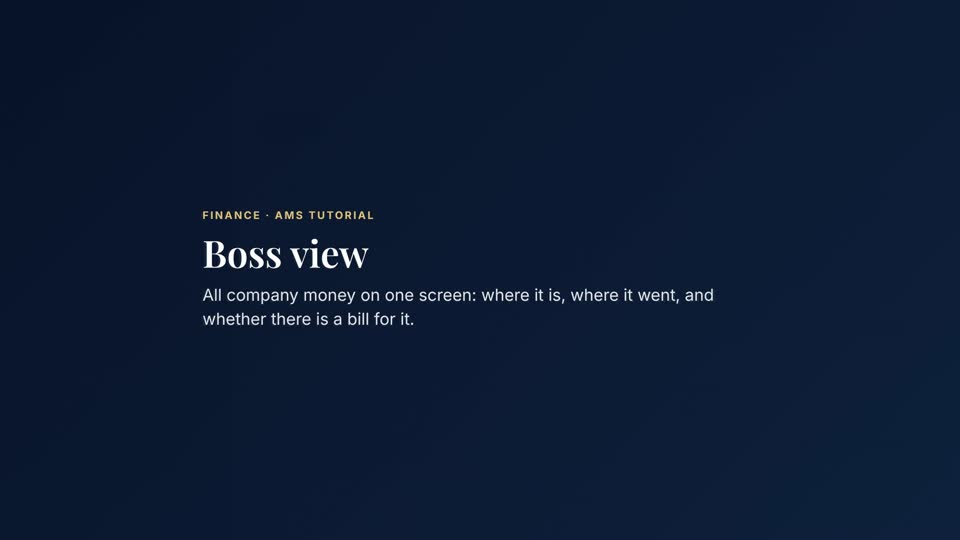 FINANCE · AMS TUTORIAL
Boss view
All company money on one screen: where it is, where it went, and
whether there is a bill for it.